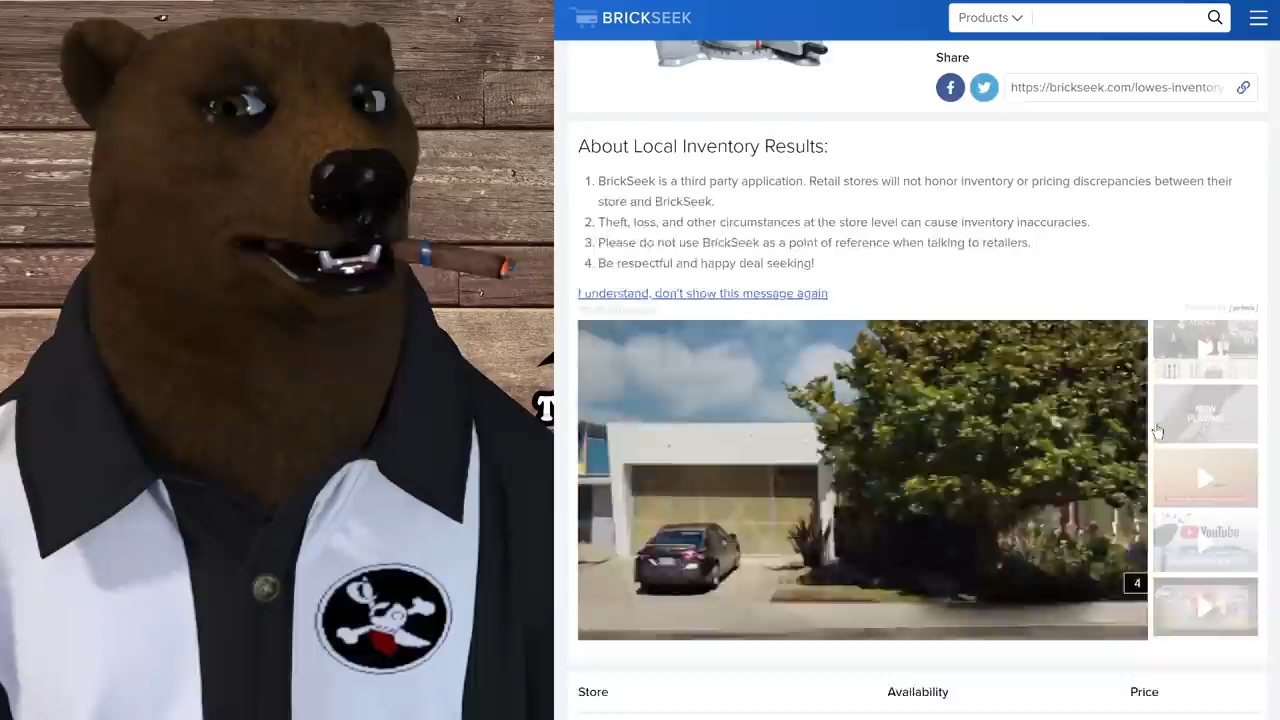 BRICKSEEK
Products
Share
https://brickseek.com/lowes-inventory
About Local Inventory Results:
1. BrickSeek is a third party application. Retail stores will not honor inventory or pricing discrepancies between their
store and BrickSeek.
2. Theft, loss, and other circumstances at the store level can cause inventory inaccuracies.
3. Please do not use BrickSeek as a point of reference when talking to retailers.
4. Be respectful and happy deal seeking!
I understand, don't show this message again
NOW
PLAYING
YouTube
4
Store Availability Price